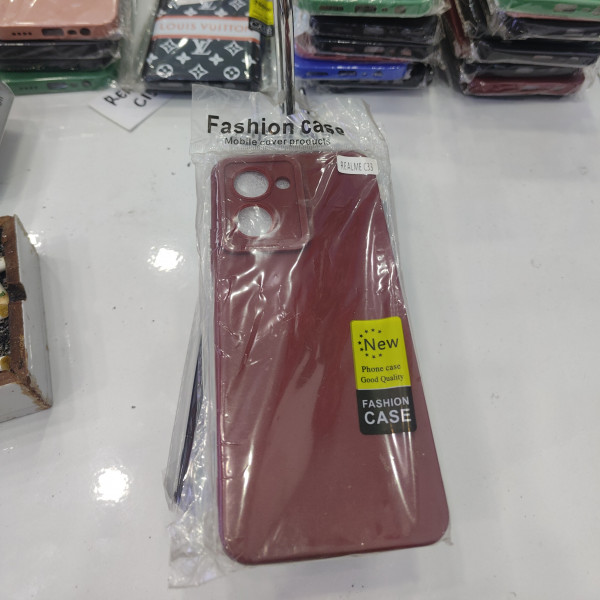 LOUIS VUITTON
Fashion Case
Mobile cover products
REALME C33
New
Phone case
Good Quality
FASHION
CASE